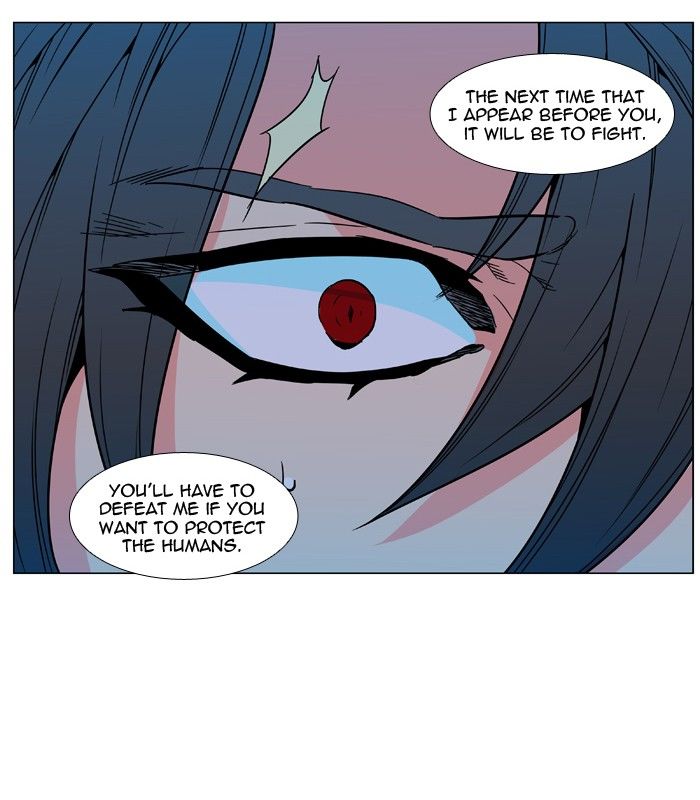 THE NEXT TIME THAT
I APPEAR BEFORE YOU,
IT WILL BE TO FIGHT.
YOU'LL HAVE TO
DEFEAT ME IF YOU
WANT TO PROTECT
THE HUMANS.